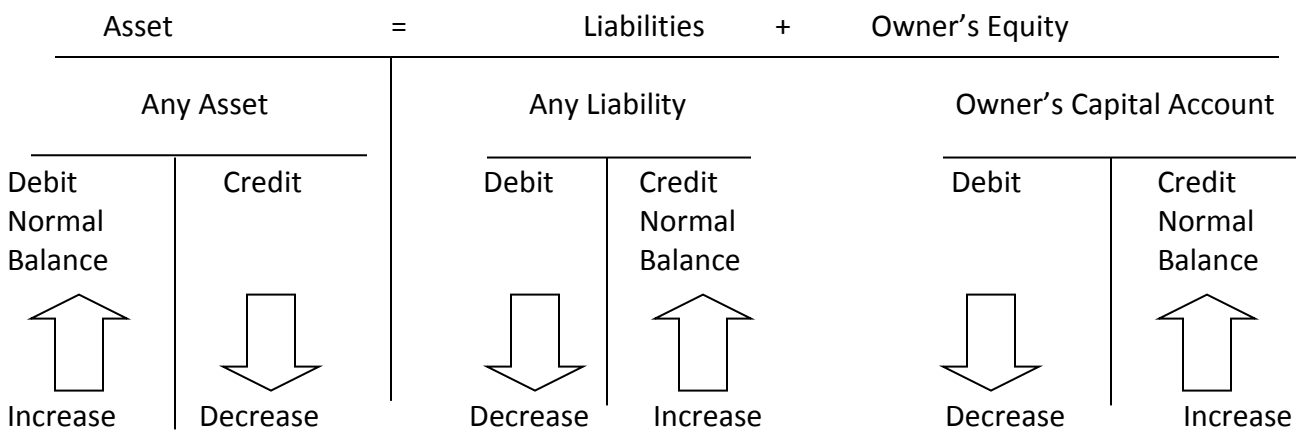 Asset = Liabilities + Owner’s Equity
Any Asset Any Liability Owner’s Capital Account
Debit Credit Debit Credit Debit Credit
Normal Normal Normal
Balance Balance Balance
Increase Decrease Decrease Increase Decrease Increase